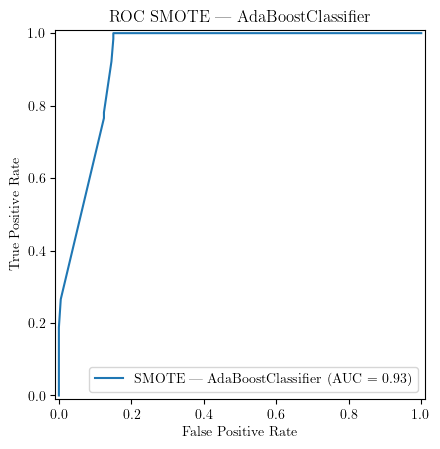 ROC SMOTE — AdaBoostClassifier
1.0
0.8
0.6
0.4
0.2
0.0
True Positive Rate
SMOTE — AdaBoostClassifier (AUC = 0.93)
0.0 0.2 0.4 0.6 0.8 1.0
False Positive Rate